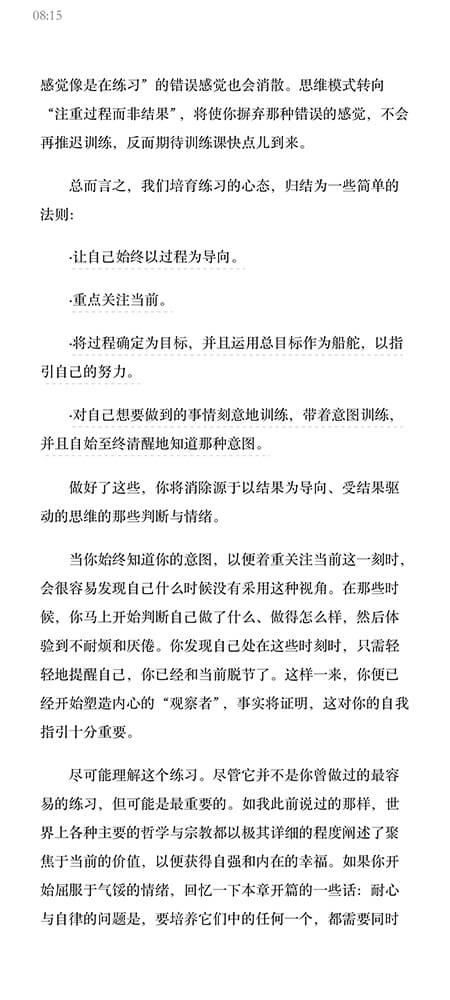 08:15
感觉像是在练习”的错误感觉也会消散。思维模式转向
“注重过程而非结果”，将使你摒弃那种错误的感觉，不会
再推迟训练，反而期待训练课快点儿到来。
总而言之，我们培育练习的心态，归结为一些简单的
法则：
·让自己始终以过程为导向。
·重点关注当前。
·将过程确定为目标，并且运用总目标作为船舵，以指
引自己的努力。
·对自己想要做到的事情刻意地训练，带着意图训练，
并且自始至终清醒地知道那种意图。
做好了这些，你将消除源于以结果为导向、受结果驱
动的思维的那些判断与情绪。
当你始终知道你的意图，以便着重关注当前这一刻时，
会很容易发现自己什么时候没有采用这种视角。在那些时
候，你马上开始判断自己做了什么、做得怎么样，然后体
验到不耐烦和厌倦。你发现自己处在这些时刻时，只需轻
轻地提醒自己，你已经和当前脱节了。这样一来，你便已
经开始塑造内心的“观察者”，事实将证明，这对你的自我
指引十分重要。
尽可能理解这个练习。尽管它并不是你曾做过的最容
易的练习，但可能是最重要的。如我此前说过的那样，世
界上各种主要的哲学与宗教都以极其详细的程度阐述了聚
焦于当前的价值，以便获得自强和内在的幸福。如果你开
始屈服于气馁的情绪，回忆一下本章开篇的一些话：耐心
与自律的问题是，要培养它们中的任何一个，都需要同时